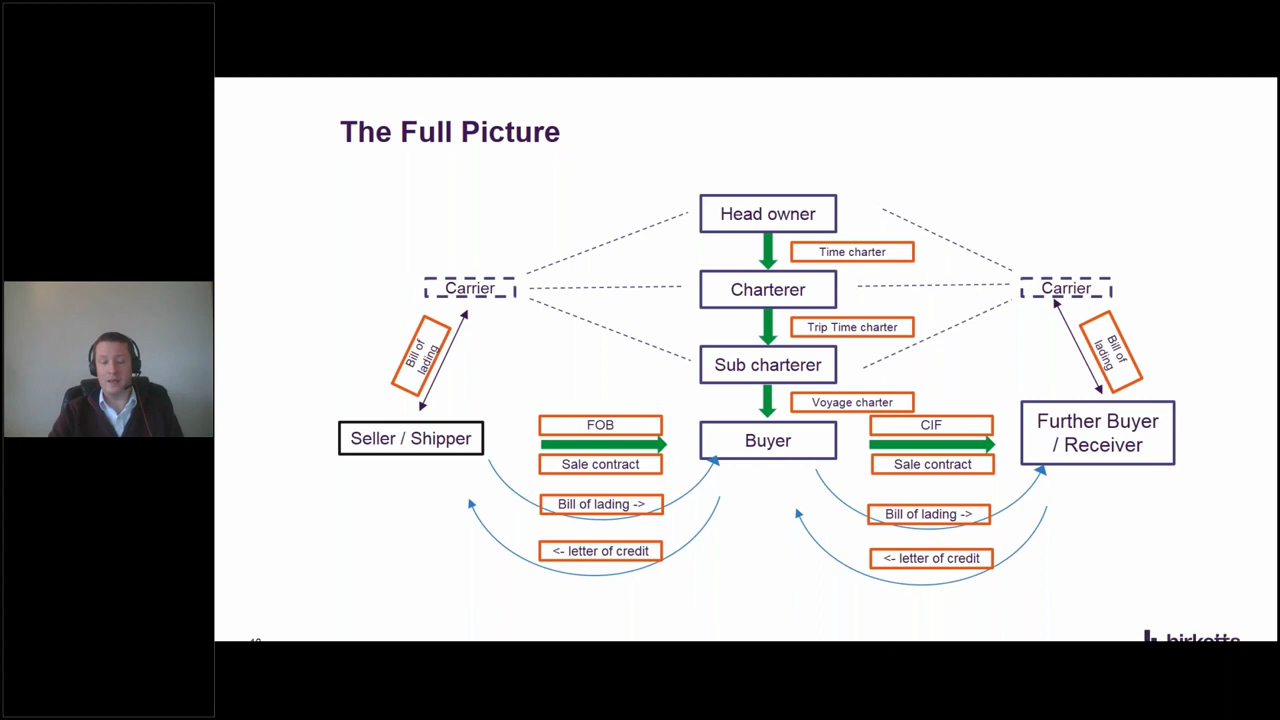 The Full Picture
Head owner
Time charter
Carrier
Charterer
Carrier
Trip Time charter
Bill of
lading
Bill of
lading
Sub charterer
Voyage charter
Seller / Shipper
FOB
Sale contract
Buyer
CIF
Sale contract
Further Buyer
/ Receiver
Bill of lading ->
Bill of lading ->
<- letter of credit
<- letter of credit
birketts